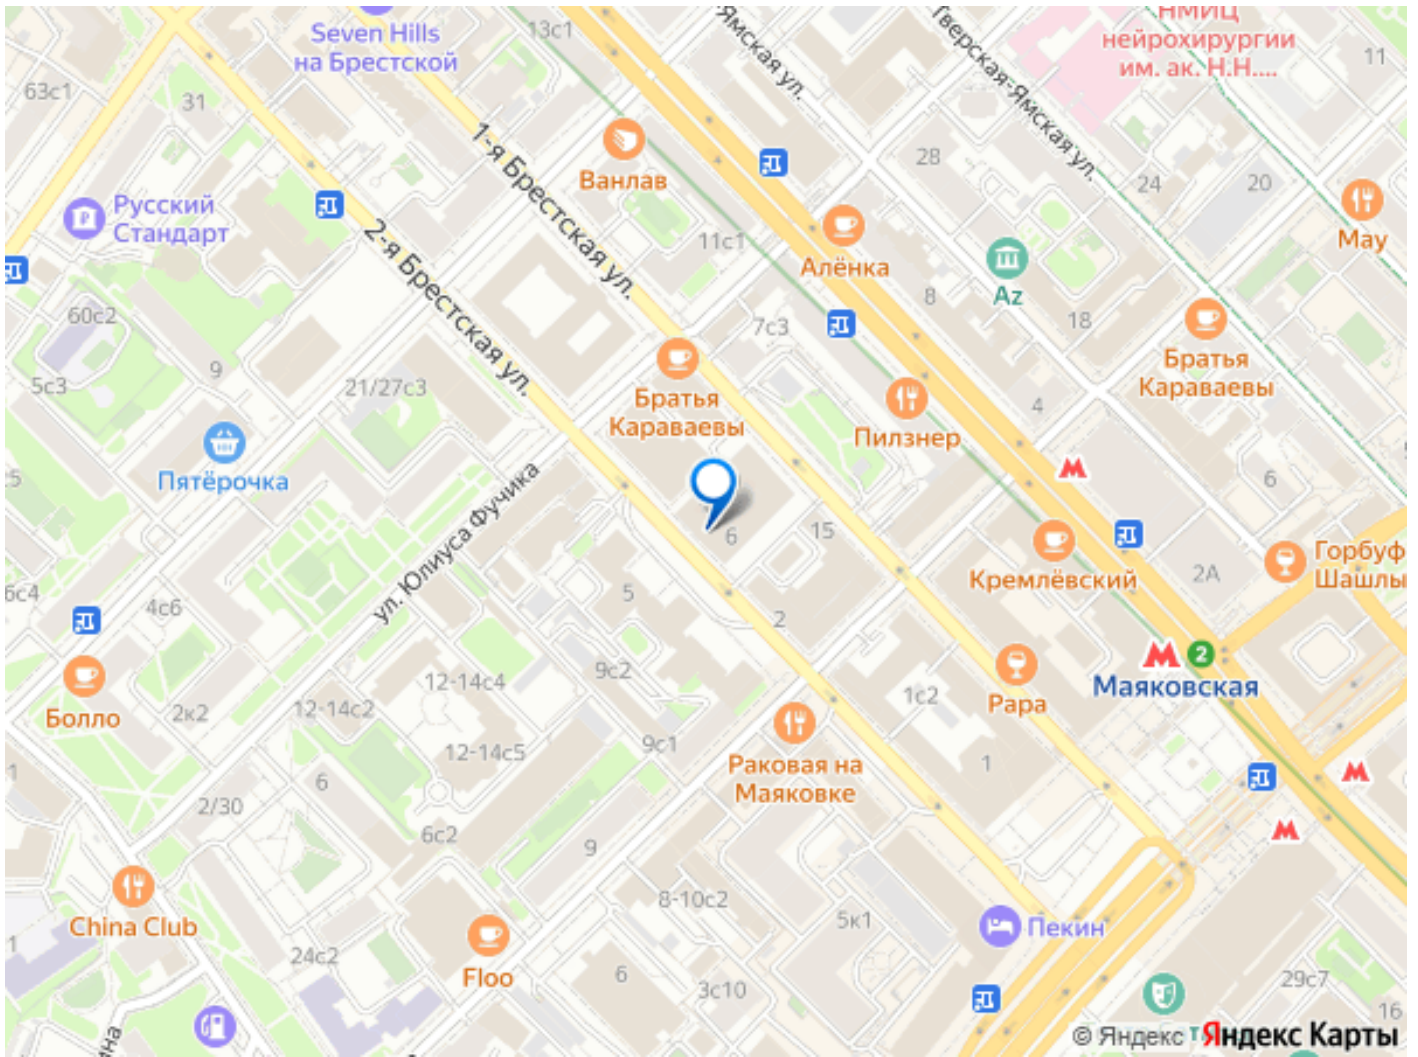 НМИЦ
нейрохирургии
им. ак. Н.Н....
13с1
Seven Hills
на Брестской
Ямская ул.
Тверская-Ямская ул.
11
63с1
31
1-я Брестская ул.
Ванлав
28
24
20
Мау
Русский
Стандарт
2-я Брестская ул.
11с1
Алёнка
Az
8
18
60с2
7с3
Братья
Караваевы
5с3
9
21/27с3
Братья
Караваевы
4
Пилзнер
Пятёрочка
ул. Юлиуса Фучика
6
6
15
Кремлёвский
2А
Горбуф
Шашлы
6с4
4с6
5
2
2
Маяковская
9с2
12-14с4
1с2
Рара
Болло
2к2
12-14с2
12-14с5
9с1
Раковая на
Маяковке
1
1
6
2/30
6с2
9
8-10с2
5к1
Пекин
China Club
1
24с2
Floo
6
3с10
29с7
16
© Яндекс
Яндекс Карты